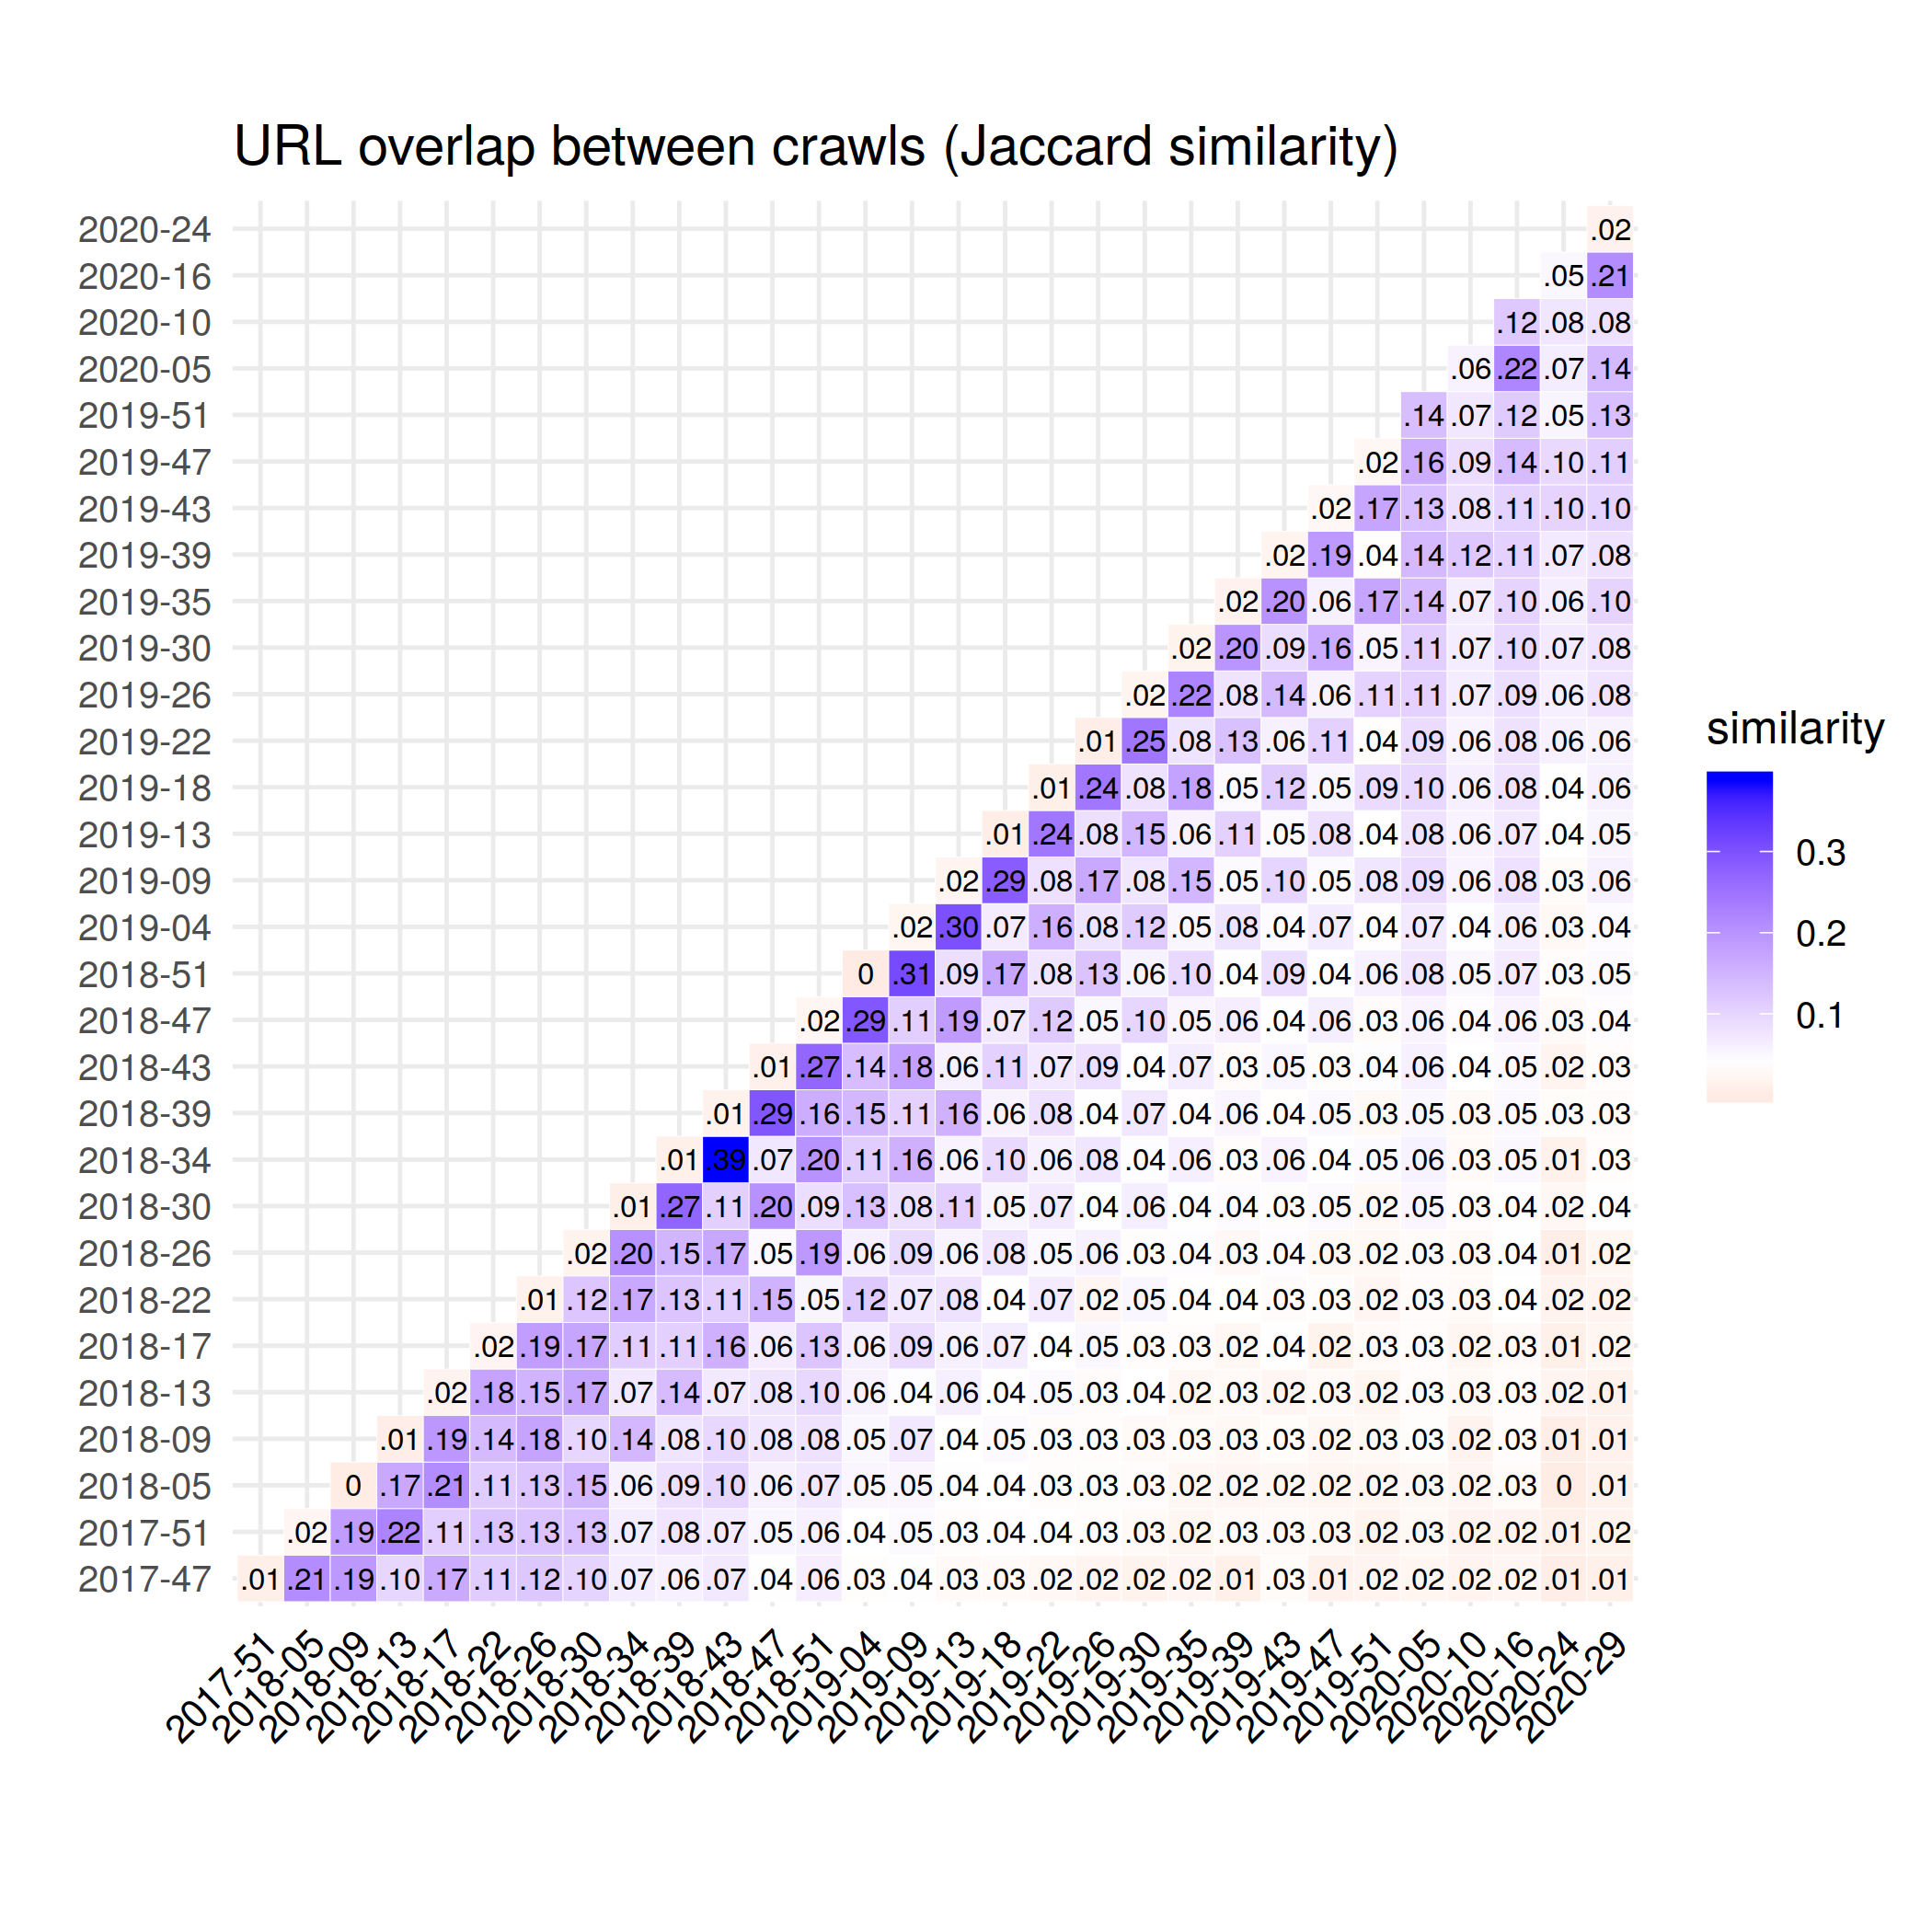 URL overlap between crawls (Jaccard similarity)
2020-24 .02
2020-16 .05 .21
2020-10 .12 .08 .08
2020-05 .06 .22 .07 .14
2019-51 .14 .07 .12 .05 .13
2019-47 .02 .16 .09 .14 .10 .11
2019-43 .02 .17 .13 .08 .11 .10 .10
2019-39 .02 .19 .04 .14 .12 .11 .07 .08
2019-35 .02 .20 .06 .17 .14 .07 .10 .06 .10
2019-30 .02 .20 .09 .16 .05 .11 .07 .10 .07 .08
2019-26 .02 .22 .08 .14 .06 .11 .11 .07 .09 .06 .08
2019-22 .01 .25 .08 .13 .06 .11 .04 .09 .06 .08 .06 .06
2019-18 .01 .24 .08 .18 .05 .12 .05 .09 .10 .06 .08 .04 .06
2019-13 .01 .24 .08 .15 .06 .11 .05 .08 .04 .08 .06 .07 .04 .05
2019-09 .02 .29 .08 .17 .08 .15 .05 .10 .05 .08 .09 .06 .08 .03 .06
2019-04 .02 .30 .07 .16 .08 .12 .05 .08 .04 .07 .04 .07 .04 .06 .03 .04
2018-51 0 .31 .09 .17 .08 .13 .06 .10 .04 .09 .04 .06 .08 .05 .07 .03 .05
2018-47 .02 .29 .11 .19 .07 .12 .05 .10 .05 .06 .04 .06 .03 .06 .04 .06 .03 .04
2018-43 .01 .27 .14 .18 .06 .11 .07 .09 .04 .07 .03 .05 .03 .04 .06 .04 .05 .02 .03
2018-39 .01 .29 .16 .15 .11 .16 .06 .08 .04 .07 .04 .06 .04 .05 .03 .05 .03 .05 .03 .03
2018-34 .01 .39 .07 .20 .11 .16 .06 .10 .06 .08 .04 .06 .03 .06 .04 .05 .06 .03 .05 .01 .03
2018-30 .01 .27 .11 .20 .09 .13 .08 .11 .05 .07 .04 .06 .04 .04 .03 .05 .02 .05 .03 .04 .02 .04
2018-26 .02 .20 .15 .17 .05 .19 .06 .09 .06 .08 .05 .06 .03 .04 .03 .04 .03 .02 .03 .03 .04 .01 .02
2018-22 .01 .12 .17 .13 .11 .15 .05 .12 .07 .08 .04 .07 .02 .05 .04 .04 .03 .03 .02 .03 .03 .04 .02 .02
2018-17 .02 .19 .17 .11 .11 .16 .06 .13 .06 .09 .06 .07 .04 .05 .03 .03 .02 .04 .02 .03 .03 .02 .03 .01 .02
2018-13 .02 .18 .15 .17 .07 .14 .07 .08 .10 .06 .04 .06 .04 .05 .03 .04 .02 .03 .02 .03 .02 .03 .03 .03 .02 .01
2018-09 .01 .19 .14 .18 .10 .14 .08 .10 .08 .08 .05 .07 .04 .05 .03 .03 .03 .03 .03 .03 .02 .03 .03 .02 .03 .01 .01
2018-05 0 .17 .21 .11 .13 .15 .06 .09 .10 .06 .07 .05 .05 .04 .04 .03 .03 .03 .02 .02 .02 .02 .02 .03 .02 .03 0 .01
2017-51 .02 .19 .22 .11 .13 .13 .13 .07 .08 .07 .05 .06 .04 .05 .03 .04 .04 .03 .03 .02 .03 .03 .03 .02 .03 .02 .02 .01 .02
2017-47 .01 .21 .19 .10 .17 .11 .12 .10 .07 .06 .07 .04 .06 .03 .04 .03 .03 .02 .02 .02 .02 .01 .03 .01 .02 .02 .02 .02 .01 .01
2017-51 2018-05 2018-09 2018-13 2018-17 2018-22 2018-26 2018-30 2018-34 2018-39 2018-43 2018-47 2018-51 2019-04 2019-09 2019-13 2019-18 2019-22 2019-26 2019-30 2019-35 2019-39 2019-43 2019-47 2019-51 2020-05 2020-10 2020-16 2020-24 2020-29
similarity
0.3
0.2
0.1